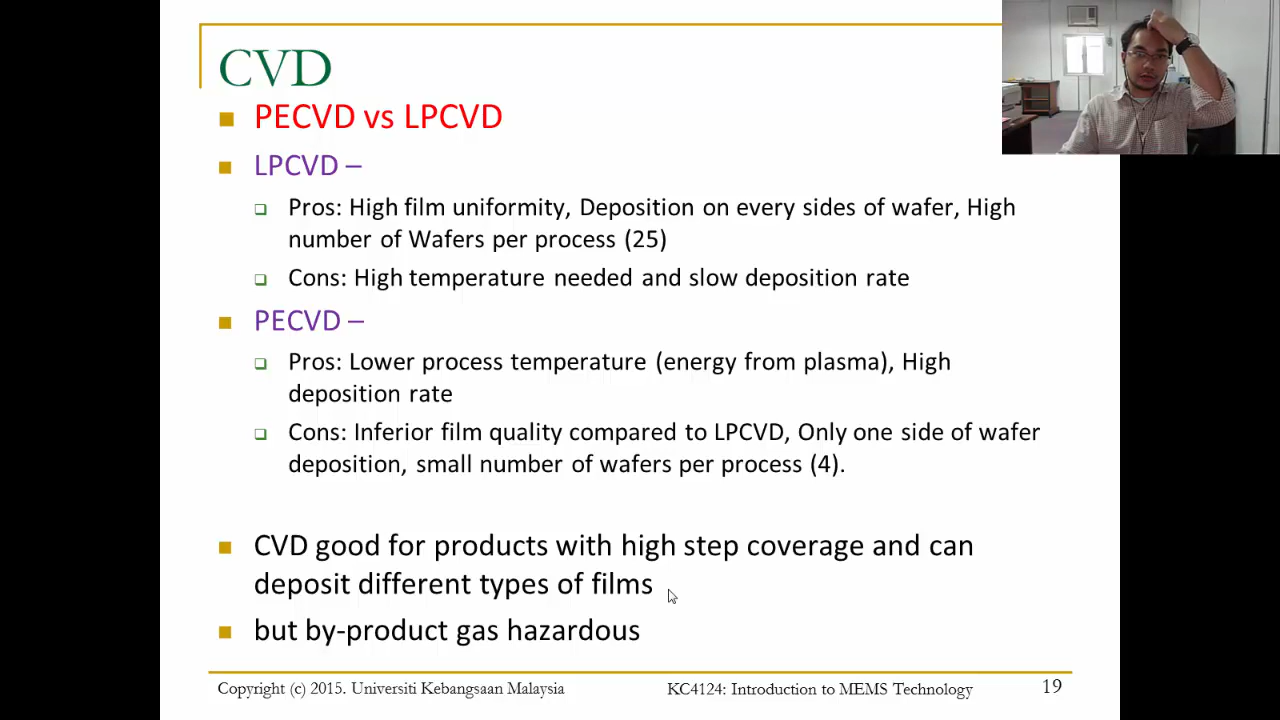 CVD
PECVD vs LPCVD
LPCVD –
Pros: High film uniformity, Deposition on every sides of wafer, High
number of Wafers per process (25)
Cons: High temperature needed and slow deposition rate
PECVD –
Pros: Lower process temperature (energy from plasma), High
deposition rate
Cons: Inferior film quality compared to LPCVD, Only one side of wafer
deposition, small number of wafers per process (4).
CVD good for products with high step coverage and can
deposit different types of films
but by-product gas hazardous
Copyright (c) 2015. Universiti Kebangsaan Malaysia KC4124: Introduction to MEMS Technology 19